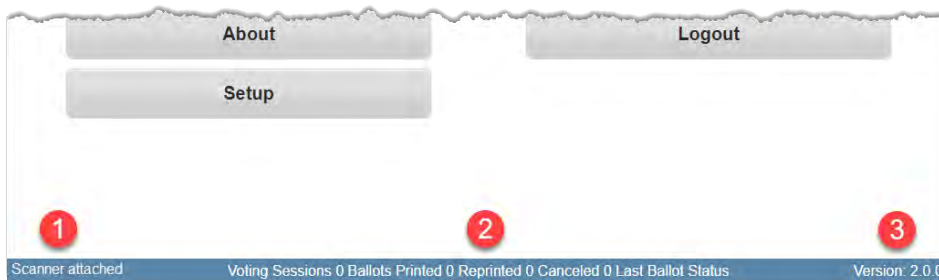 About
Logout
Setup
1
2
3
Scanner attached
Voting Sessions 0 Ballots Printed 0 Reprinted 0 Canceled 0 Last Ballot Status
Version: 2.0.